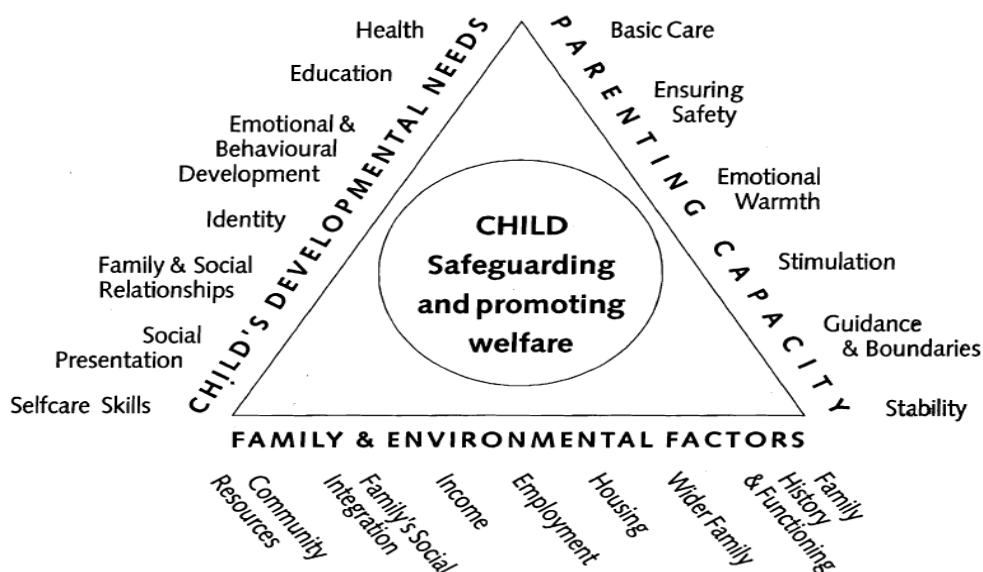 Health
Education
Emotional &
Behavioural
Development
Identity
Family & Social
Relationships
Social
Presentation
Selfcare Skills
CHILD'S DEVELOPMENTAL NEEDS
PARENTING CAPACITY
Basic Care
Ensuring
Safety
Emotional
Warmth
Stimulation
Guidance
& Boundaries
Stability
CHILD
Safeguarding
and promoting
welfare
FAMILY & ENVIRONMENTAL FACTORS
Community
Resources
Family's Social
Integration
Income
Employment
Housing
Wider Family
Family
History
& Functioning